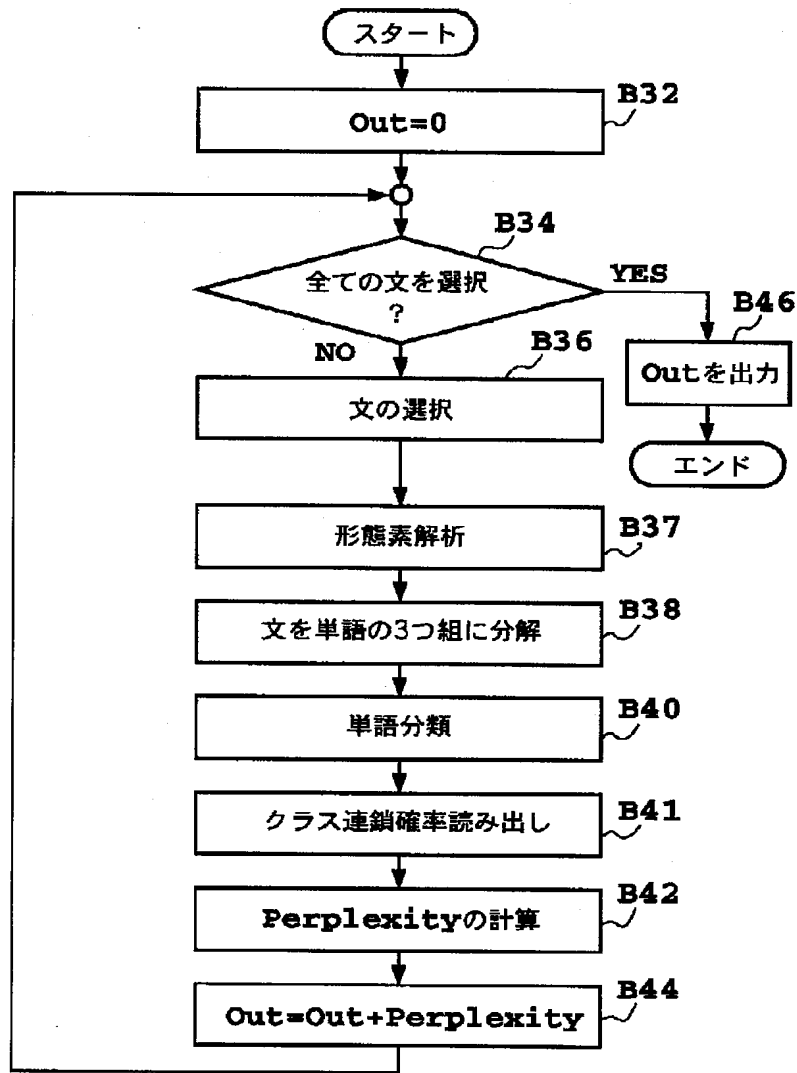 スタート
B32
Out=0
B34
全ての文を選択
?
YES
NO
B46
Outを出力
エンド
B36
文の選択
形態素解析
B37
文を単語の3つ組に分解
B38
単語分類
B40
クラス連鎖確率読み出し
B41
Perplexityの計算
B42
Out=Out+Perplexity
B44